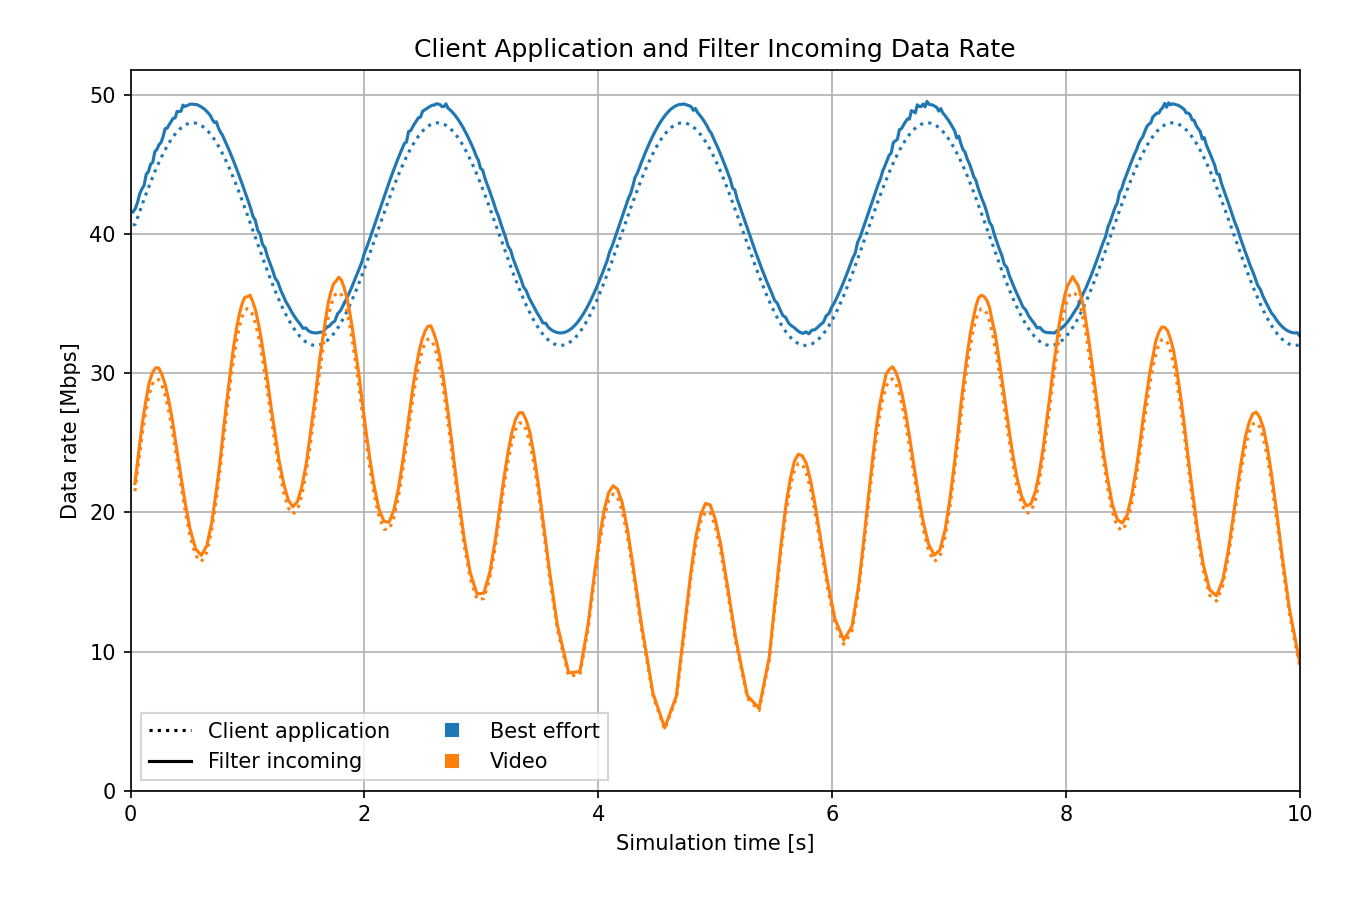 Client Application and Filter Incoming Data Rate
50
40
30
20
10
0
Data rate [Mbps]
Client application
Filter incoming
Best effort
Video
0 2 4 6 8 10
Simulation time [s]